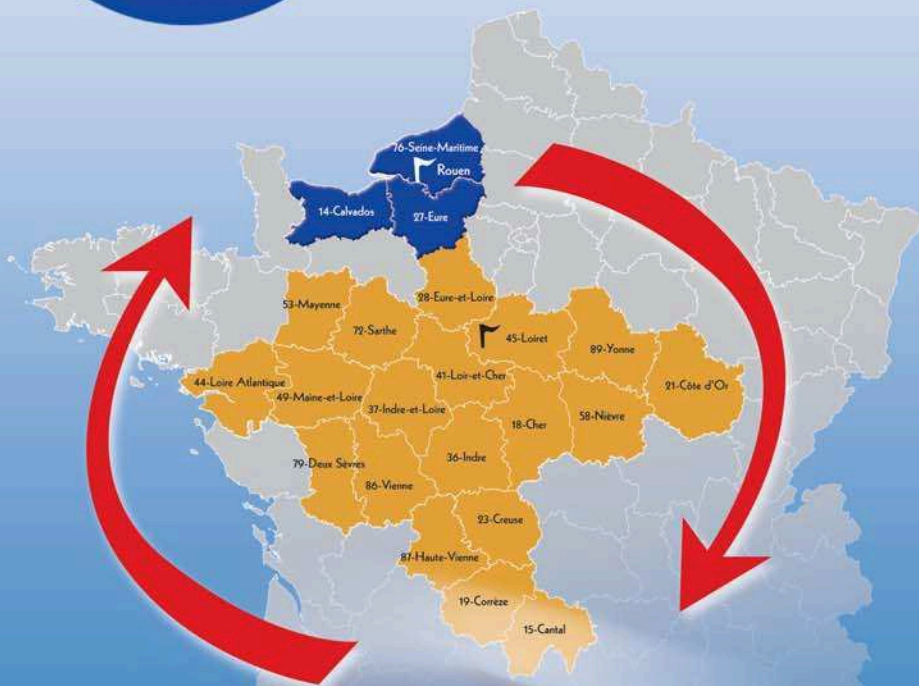 76-Seine-Maritime
Rouen
14-Calvados
27-Eure
28-Eure-et-Loire
53-Mayenne
72-Sarthe
45-Loiret
89-Yonne
44-Loire Atlantique
41-Loir-et-Cher
21-Côte d'Or
49-Maine-et-Loire
37-Indre-et-Loire
18-Cher
58-Nièvre
79-Deux Sèvres
36-Indre
86-Vienne
23-Creuse
87-Haute-Vienne
19-Corrèze
15-Cantal